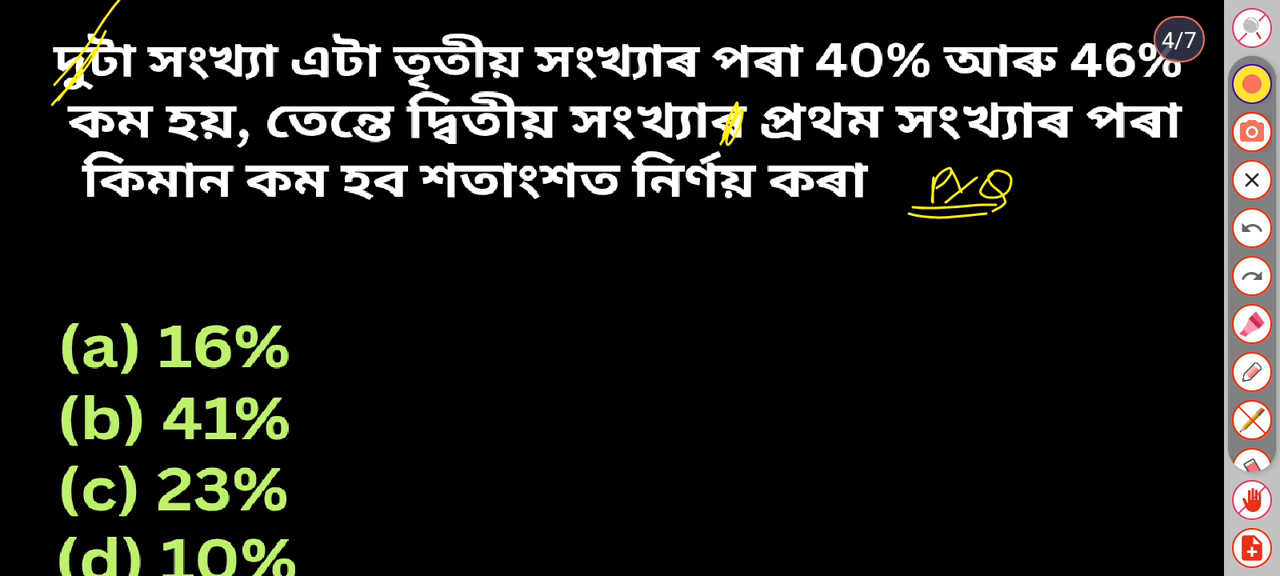 4/7
দুটা সংখ্যা এটা তৃতীয় সংখ্যাৰ পৰা 40% আৰু 46%
কম হয়, তেন্তে দ্বিতীয় সংখ্যাৰ প্ৰথম সংখ্যাৰ পৰা
কিমান কম হব শতাংশত নিৰ্ণয় কৰা
PYQ
(a) 16%
(b) 41%
(c) 23%
(d) 10%